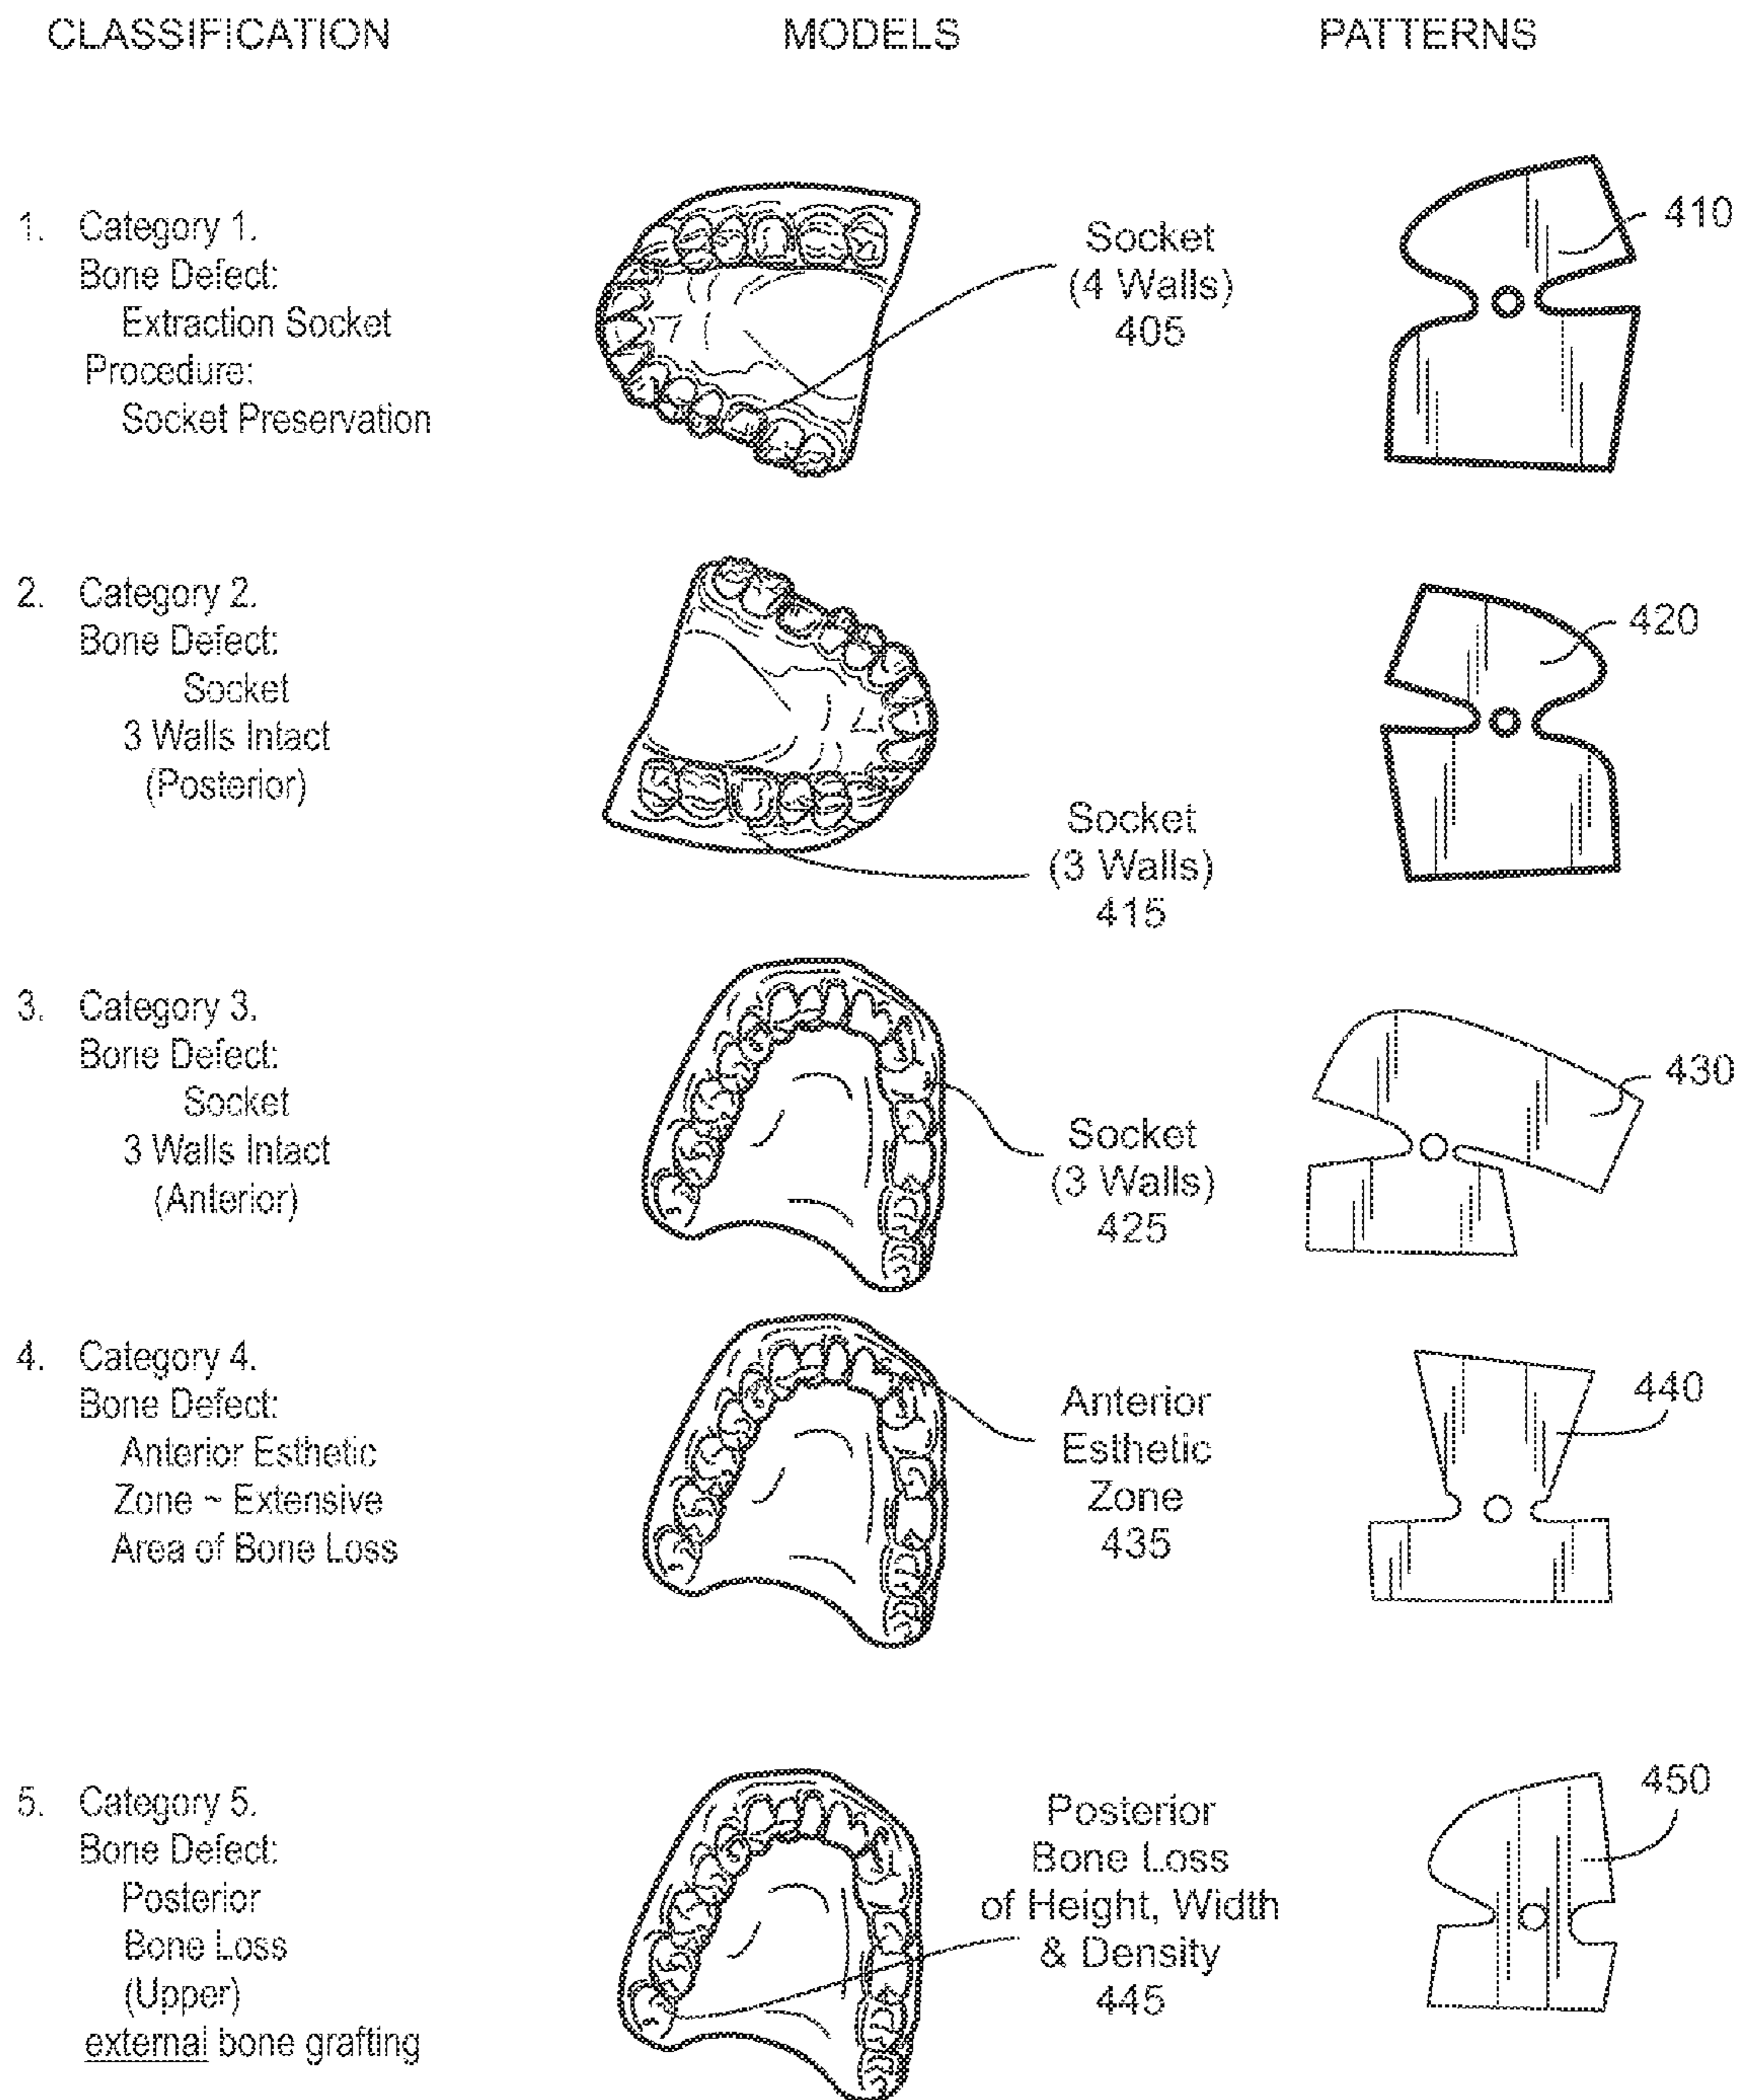 CLASSIFICATION
MODELS
PATTERNS
1. Category 1.
Bone Defect:
Extraction Socket
Procedure:
Socket Preservation
Socket
(4 Walls)
405
410
2. Category 2.
Bone Defect:
Socket
3 Walls Intact
(Posterior)
Socket
(3 Walls)
415
420
3. Category 3.
Bone Defect:
Socket
3 Walls Intact
(Anterior)
Socket
(3 Walls)
425
430
4. Category 4.
Bone Defect:
Anterior Esthetic
Zone ~ Extensive
Area of Bone Loss
Anterior
Esthetic
Zone
435
440
5. Category 5.
Bone Defect:
Posterior
Bone Loss
(Upper)
external bone grafting
Posterior
Bone Loss
of Height, Width
& Density
445
450